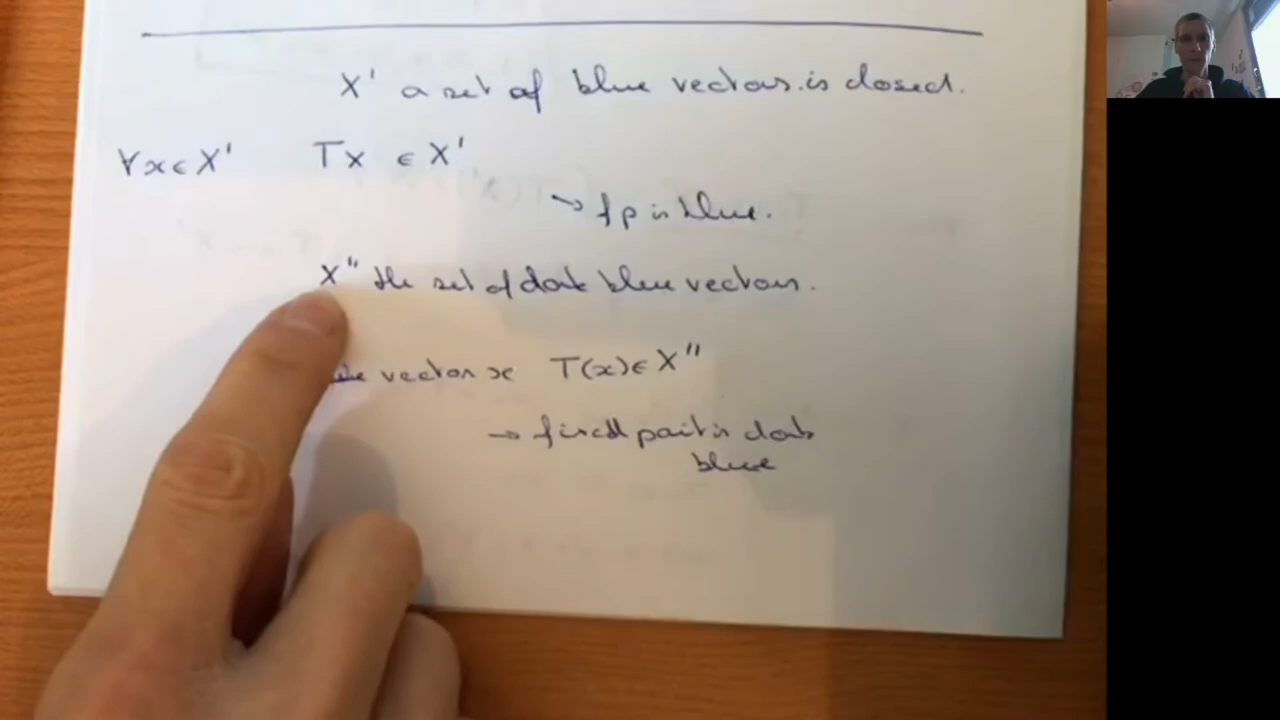 X' a set of blue vectors is closed.
∀x∈X' Tx ∈ X'
→ fp is blue.
X'' the set of dark blue vectors.
vector x T(x)∈X''
→ fixed point is dark
blue